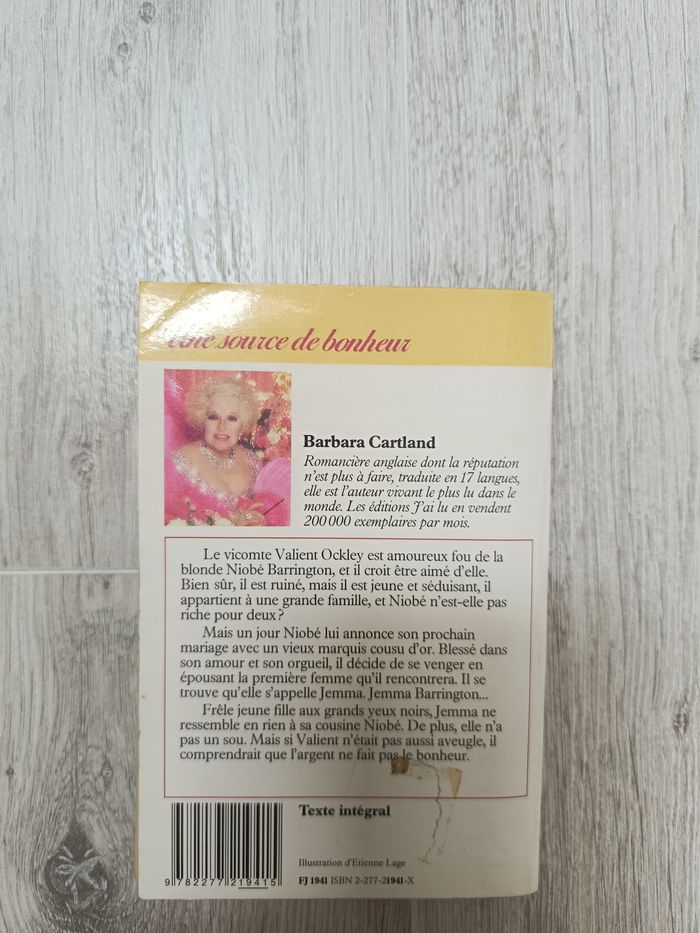 Une source de bonheur
Barbara Cartland
Romancière anglaise dont la réputation
n'est plus à faire, traduite en 17 langues,
elle est l'auteur vivant le plus lu dans le
monde. Les éditions J'ai lu en vendent
200 000 exemplaires par mois.
Le vicomte Valient Ockley est amoureux fou de la
blonde Niobé Barrington, et il croit être aimé d'elle.
Bien sûr, il est ruiné, mais il est jeune et séduisant, il
appartient à une grande famille, et Niobé n'est-elle pas
riche pour deux ?
Mais un jour Niobé lui annonce son prochain
mariage avec un vieux marquis cousu d'or. Blessé dans
son amour et son orgueil, il décide de se venger en
épousant la première femme qu'il rencontrera. Il se
trouve qu'elle s'appelle Jemma. Jemma Barrington...
Frêle jeune fille aux grands yeux noirs, Jemma ne
ressemble en rien à sa cousine Niobé. De plus, elle n'a
pas un sou. Mais si Valient n'était pas aussi aveugle, il
comprendrait que l'argent ne fait pas le bonheur.
Texte intégral
Illustration d'Etienne Lage
9 782277 219415
FJ 1941 ISBN 2-277-21941-X